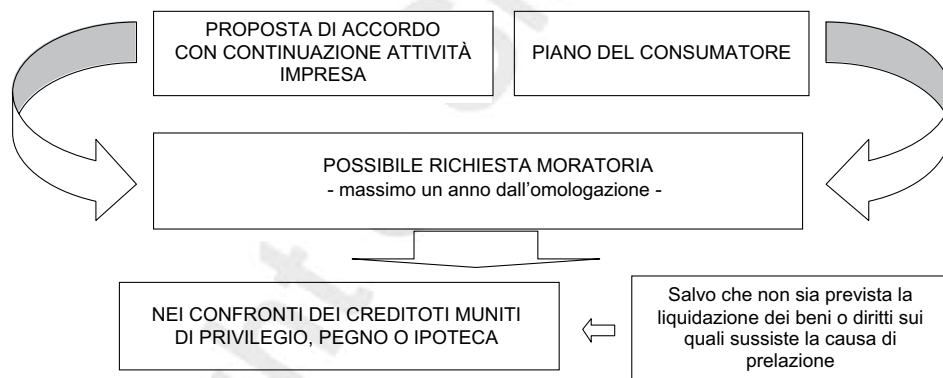 PROPOSTA DI ACCORDO
CON CONTINUAZIONE ATTIVITÀ
IMPRESA
PIANO DEL CONSUMATORE
POSSIBILE RICHIESTA MORATORIA
- massimo un anno dall'omologazione -
NEI CONFRONTI DEI CREDITOTI MUNITI
DI PRIVILEGIO, PEGNO O IPOTECA
Salvo che non sia prevista la
liquidazione dei beni o diritti sui
quali sussiste la causa di
prelazione